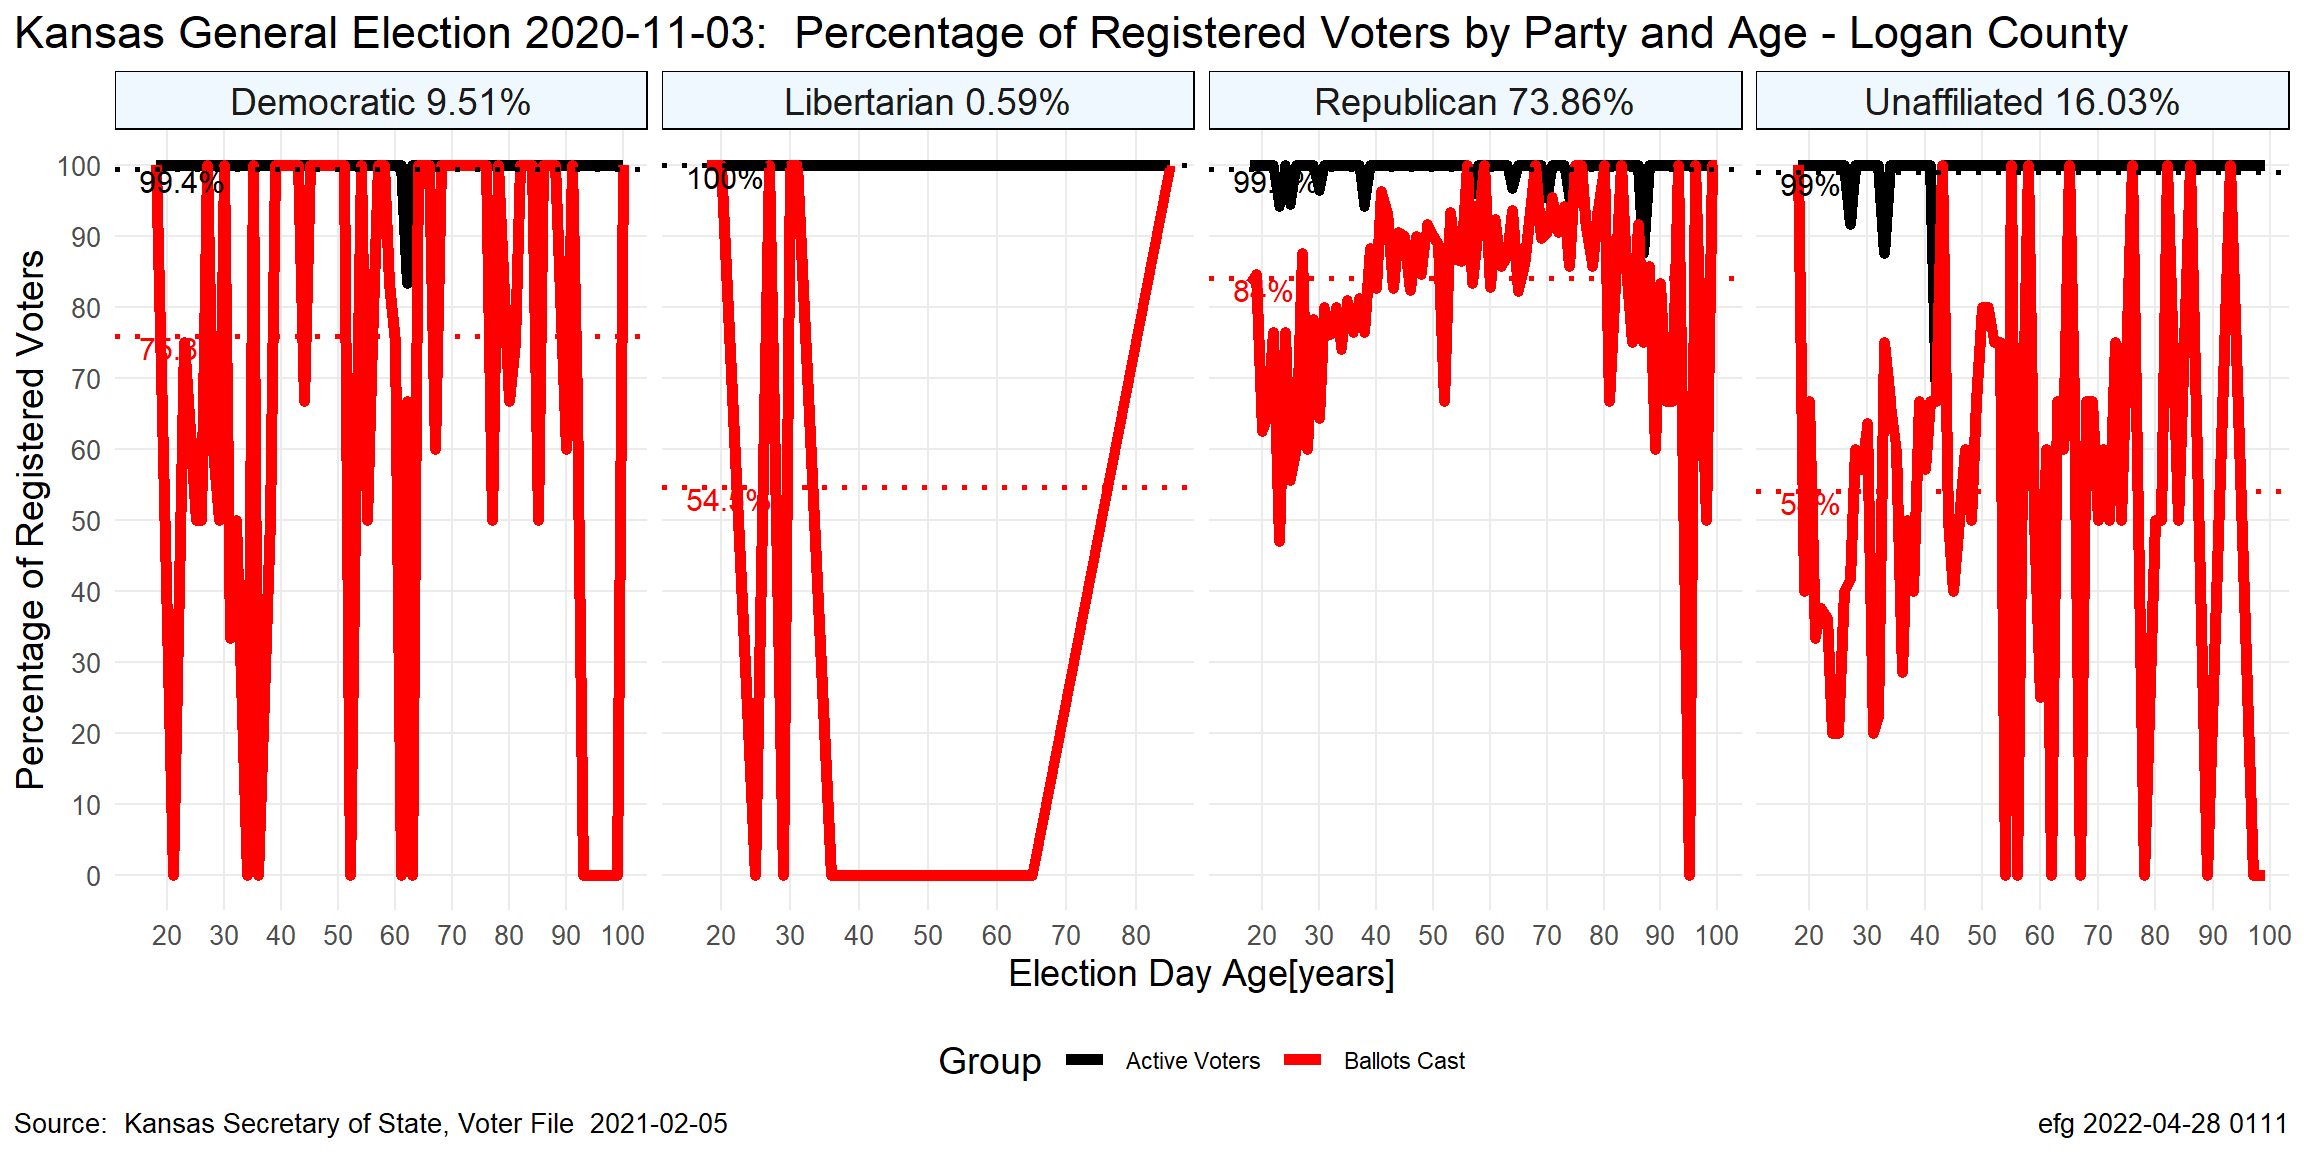 Kansas General Election 2020-11-03:  Percentage of Registered Voters by Party and Age - Logan County
Democratic 9.51%
Libertarian 0.59%
Republican 73.86%
Unaffiliated 16.03%
Percentage of Registered Voters
100
90
80
70
60
50
40
30
20
10
0
99.4%
100%
54.5%
99%
84%
20 30 40 50 60 70 80 90 100
20 30 40 50 60 70 80
20 30 40 50 60 70 80 90 100
20 30 40 50 60 70 80 90 100
Election Day Age[years]
Group Active Voters Ballots Cast
Source:  Kansas Secretary of State, Voter File  2021-02-05
efg 2022-04-28 0111